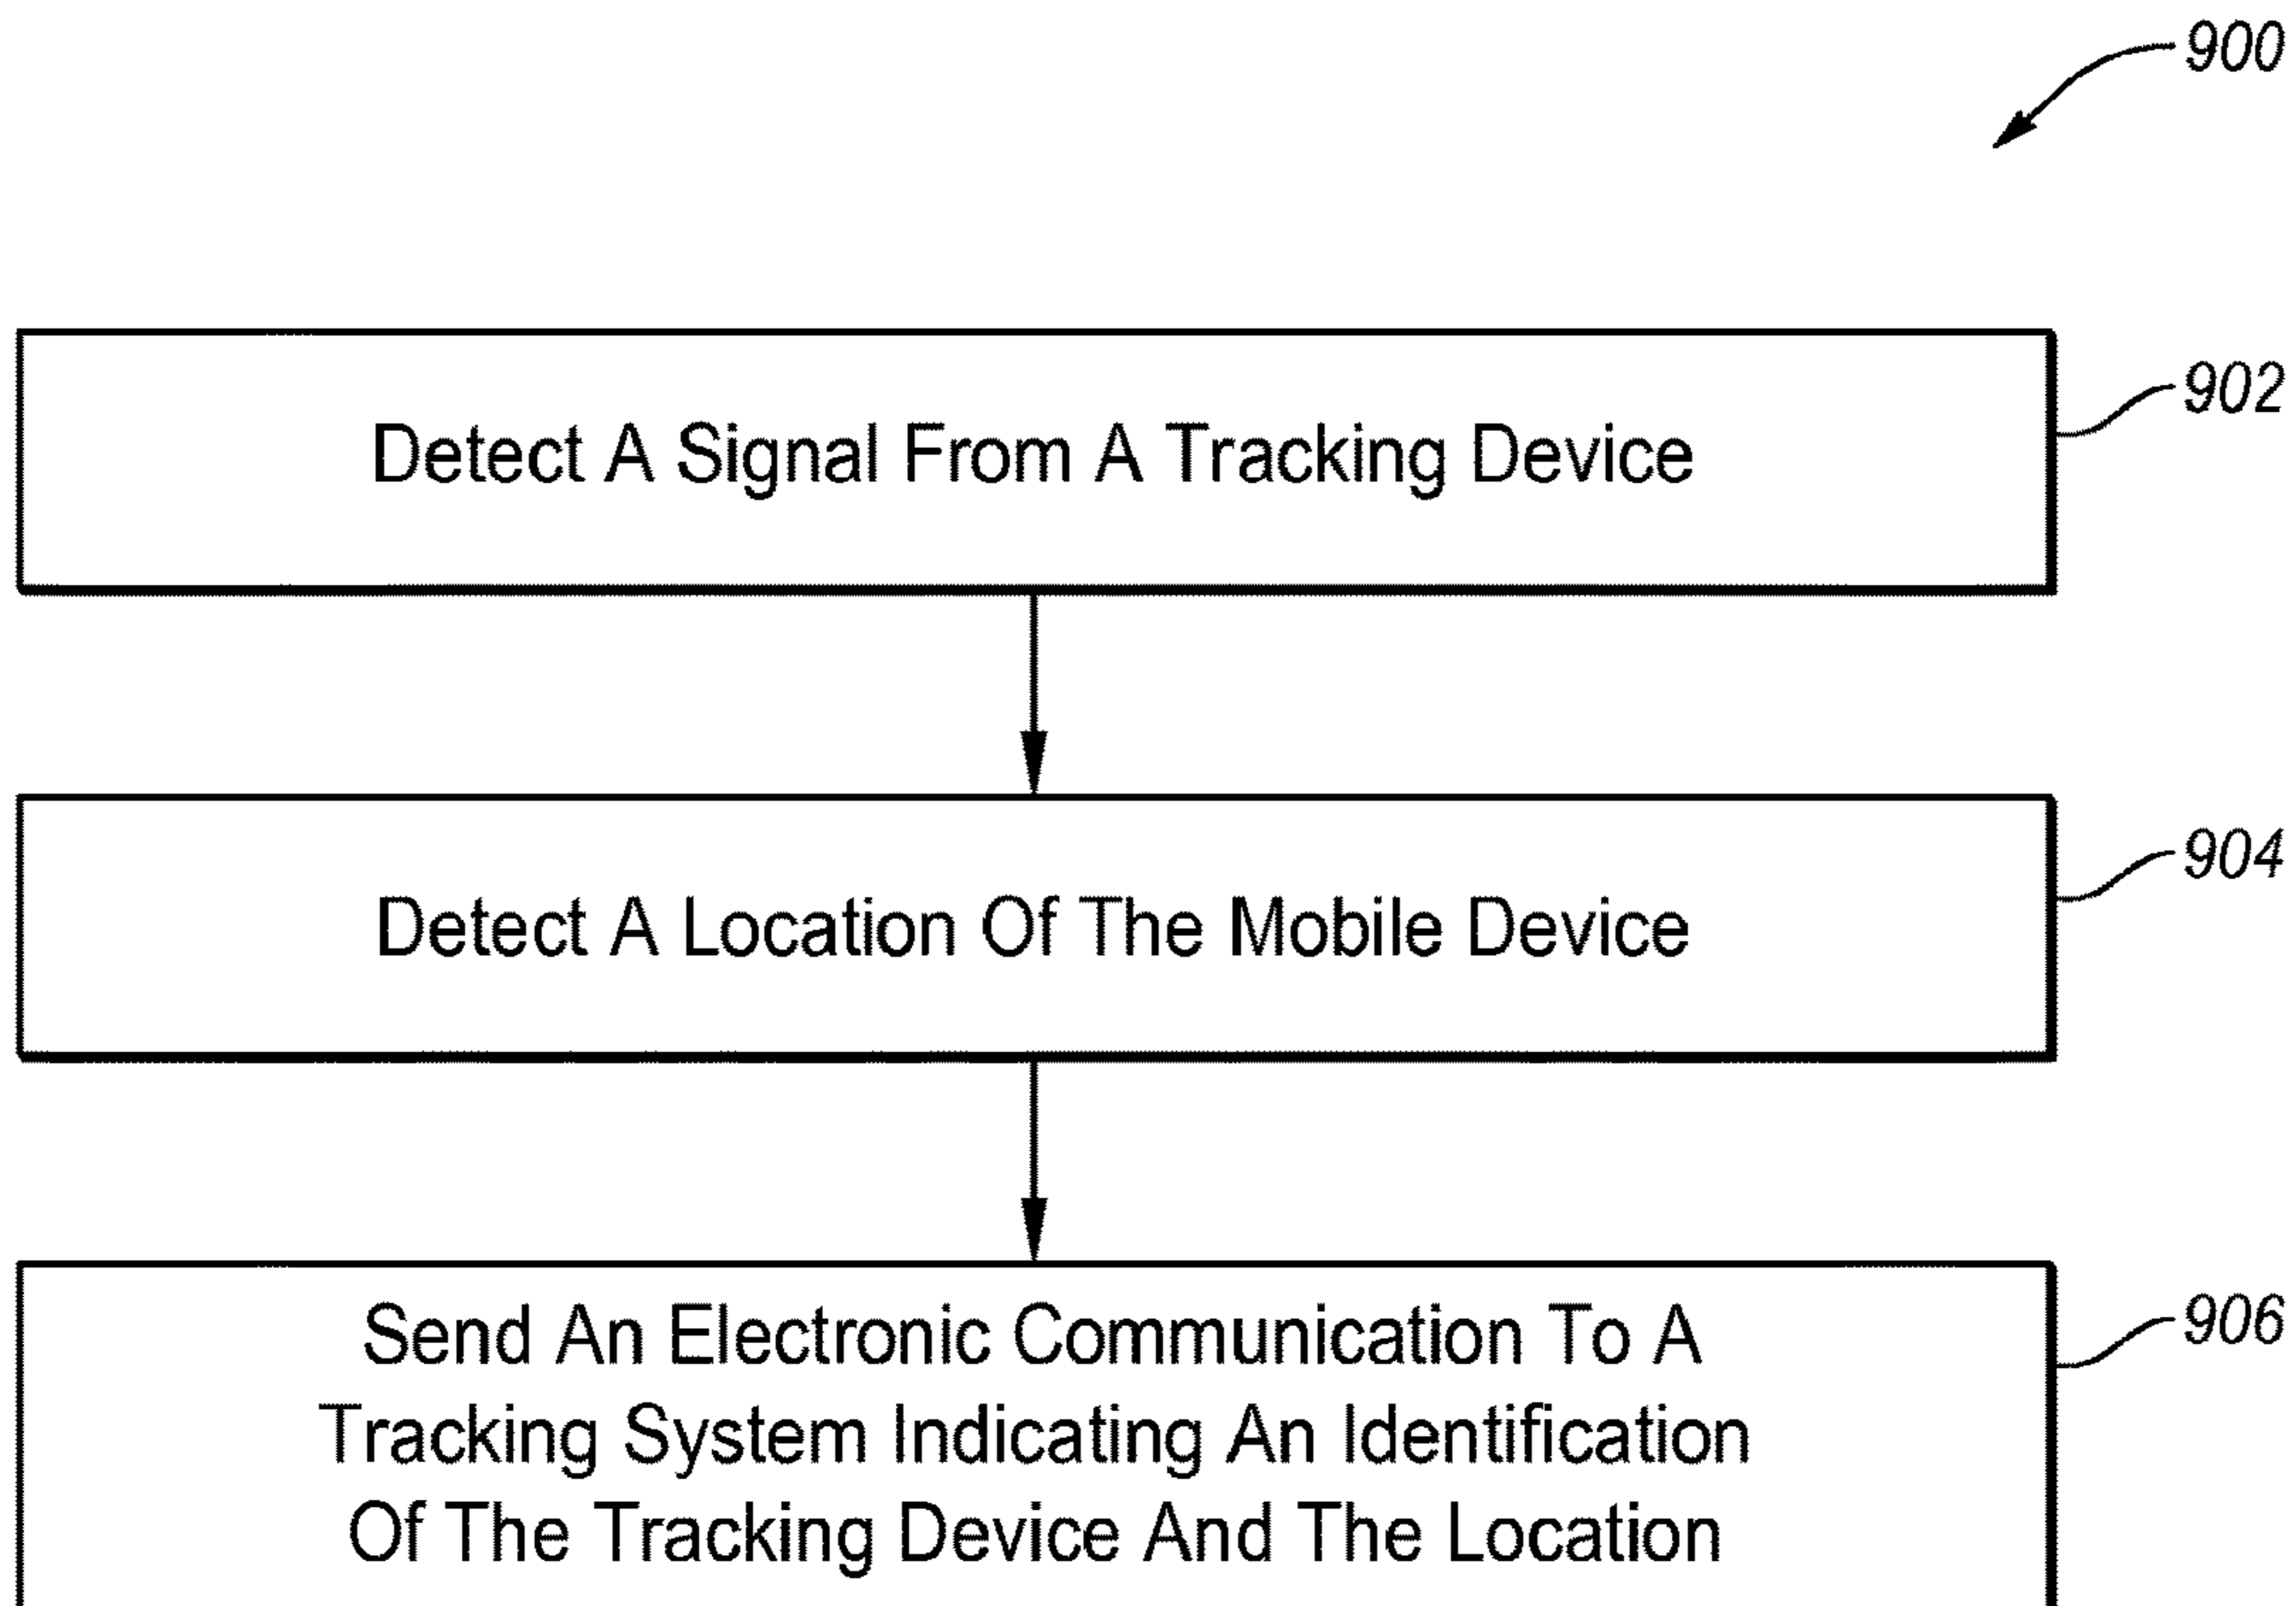 900
Detect A Signal From A Tracking Device
902
Detect A Location Of The Mobile Device
904
Send An Electronic Communication To A
Tracking System Indicating An Identification
Of The Tracking Device And The Location
906